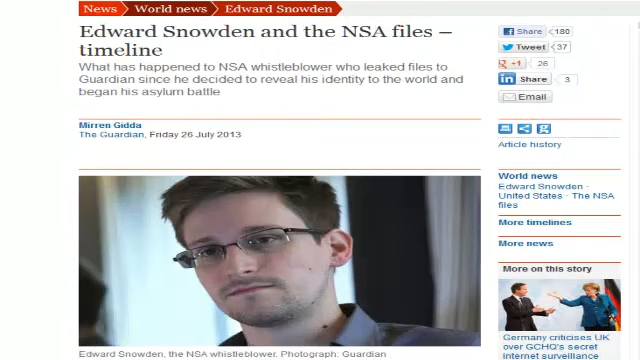 News World news Edward Snowden
Edward Snowden and the NSA files –
timeline
What has happened to NSA whistleblower who leaked files to
Guardian since he decided to reveal his identity to the world and
began his asylum battle
Mirren Gidda
The Guardian, Friday 26 July 2013
Edward Snowden, the NSA whistleblower. Photograph: Guardian
Share 180
Tweet 37
+1 26
in Share 3
Email
Article history
World news
Edward Snowden ·
United States · The NSA
files
More timelines
More news
More on this story
Germany criticises UK
over GCHQ's secret
internet surveillance